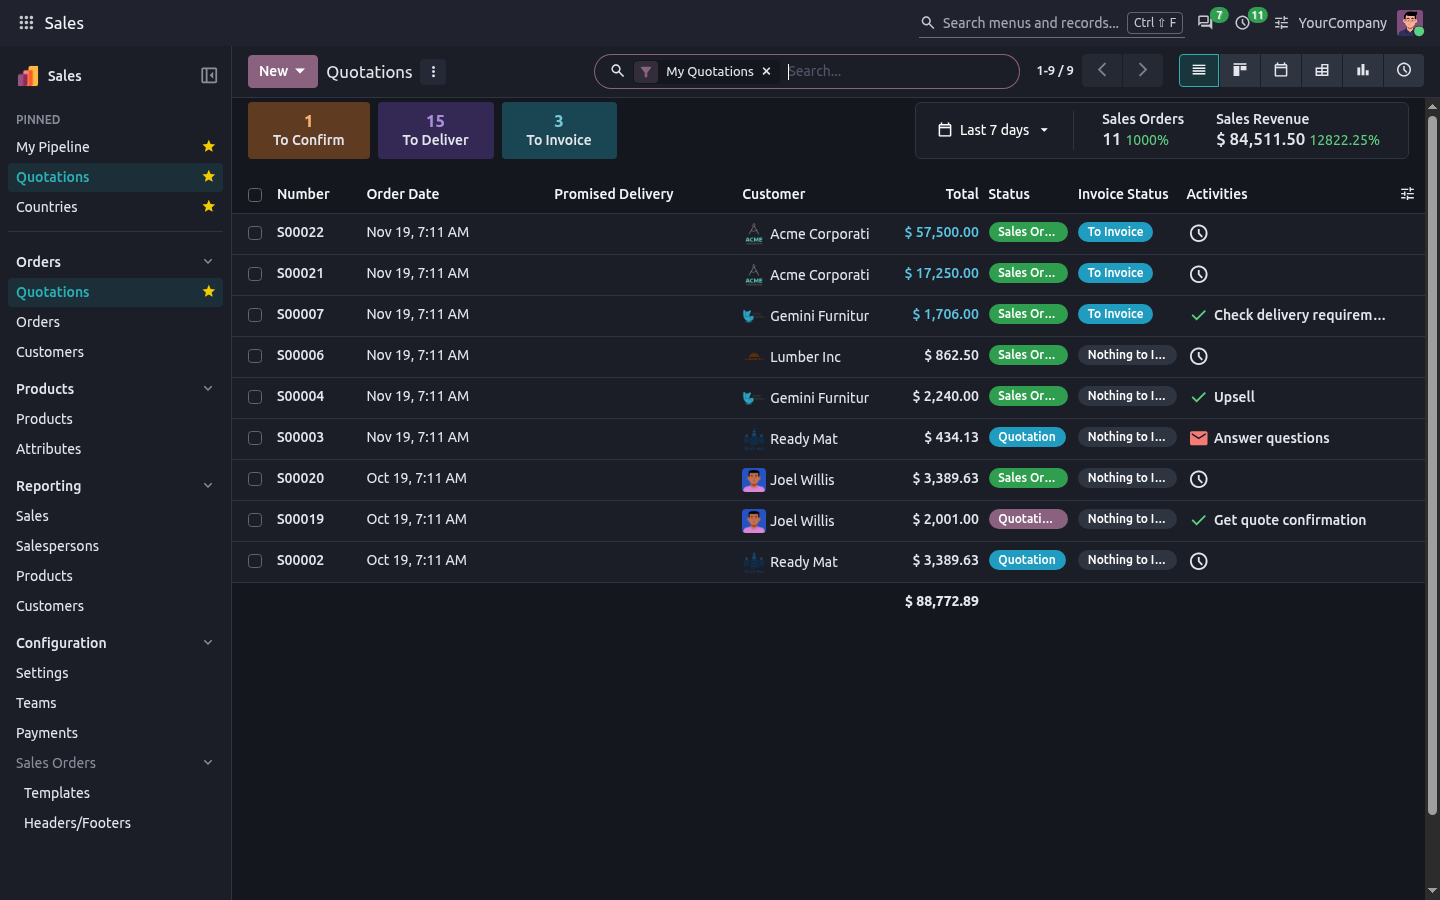 Sales
Search menus and records...
Ctrl ⇧ F
7
11
YourCompany
Sales
PINNED
My Pipeline
Quotations
Countries
Orders
Quotations
Orders
Customers
Products
Products
Attributes
Reporting
Sales
Salespersons
Products
Customers
Configuration
Settings
Teams
Payments
Sales Orders
Templates
Headers/Footers
New
Quotations
My Quotations
Search...
1-9 / 9
1
To Confirm
15
To Deliver
3
To Invoice
Last 7 days
Sales Orders
11 1000%
Sales Revenue
$ 84,511.50 12822.25%
Number Order Date Promised Delivery Customer Total Status Invoice Status Activities
S00022 Nov 19, 7:11 AM ACME Acme Corporati $ 57,500.00 Sales Or... To Invoice
S00021 Nov 19, 7:11 AM ACME Acme Corporati $ 17,250.00 Sales Or... To Invoice
S00007 Nov 19, 7:11 AM Gemini Furnitur $ 1,706.00 Sales Or... To Invoice Check delivery requirem...
S00006 Nov 19, 7:11 AM Lumber Inc $ 862.50 Sales Or... Nothing to I...
S00004 Nov 19, 7:11 AM Gemini Furnitur $ 2,240.00 Sales Or... Nothing to I... Upsell
S00003 Nov 19, 7:11 AM Ready Mat $ 434.13 Quotation Nothing to I... Answer questions
S00020 Oct 19, 7:11 AM Joel Willis $ 3,389.63 Sales Or... Nothing to I...
S00019 Oct 19, 7:11 AM Joel Willis $ 2,001.00 Quotati... Nothing to I... Get quote confirmation
S00002 Oct 19, 7:11 AM Ready Mat $ 3,389.63 Quotation Nothing to I...
$ 88,772.89